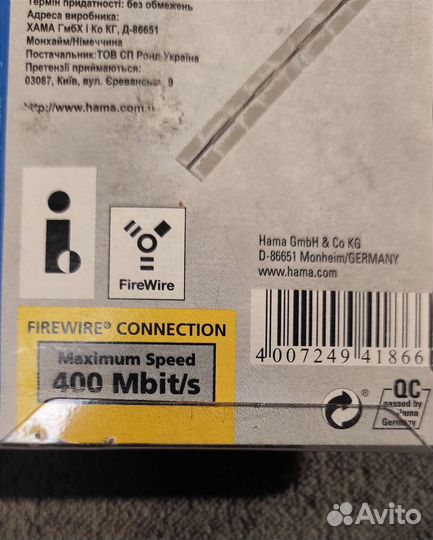 Термін придатності: без обмежень
Адреса виробника:
ХАМА ГмбХ і Ко КГ, Д-86651
Монхайм/Німеччина
Постачальник:ТОВ СП Ронд Україна
Претензії приймаються:
03087, Київ, вул. Єреванська, 9
http://www.hama.com.u
i
FireWire
Hama GmbH & Co KG
D-86651 Monheim/GERMANY
www.hama.com
FIREWIRE® CONNECTION
Maximum Speed
400 Mbit/s
4 007249 41866
®
QC
passed by
Hama
Germany
Avito